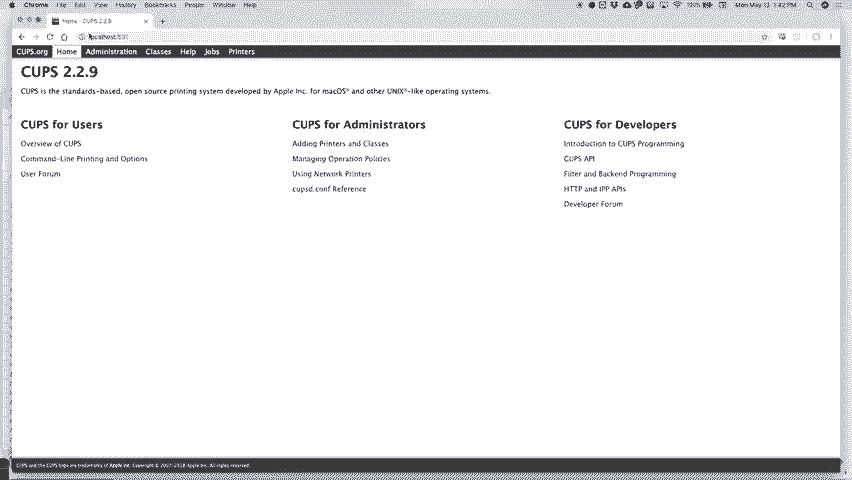 Chrome File Edit View History Bookmarks People Window Help 100% Mon May 13 1:42 PM
Home - CUPS 2.2.9
localhost:631
CUPS.org Home Administration Classes Help Jobs Printers
CUPS 2.2.9
CUPS is the standards-based, open source printing system developed by Apple Inc. for macOS® and other UNIX®-like operating systems.
CUPS for Users
Overview of CUPS
Command-Line Printing and Options
User Forum
CUPS for Administrators
Adding Printers and Classes
Managing Operation Policies
Using Network Printers
cupsd.conf Reference
CUPS for Developers
Introduction to CUPS Programming
CUPS API
Filter and Backend Programming
HTTP and IPP APIs
Developer Forum
CUPS and the CUPS logo are trademarks of Apple Inc. Copyright © 2007-2018 Apple Inc. All rights reserved.